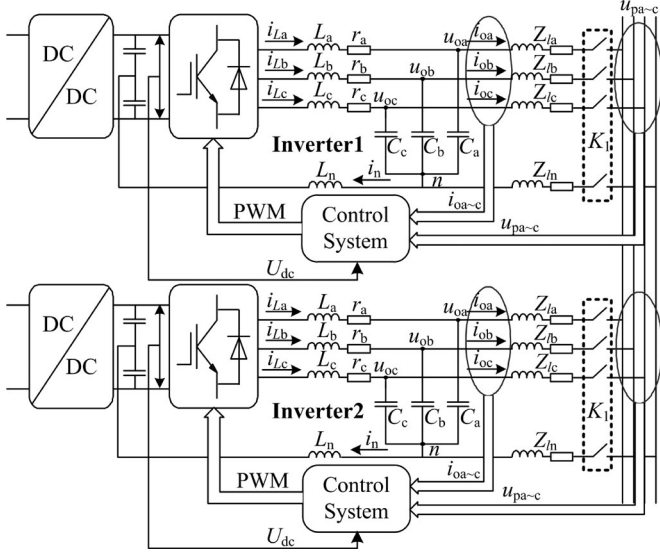 u_pa~c
DC
DC
i_La L_a r_a u_oa i_oa Z_la
i_Lb L_b r_b u_ob i_ob Z_lb
i_Lc L_c r_c u_oc i_oc Z_lc
Inverter1 C_c C_b C_a K_1
L_n i_n n Z_ln
PWM Control System i_oa~c
u_pa~c
U_dc
DC
DC
i_La L_a r_a u_oa i_oa Z_la
i_Lb L_b r_b u_ob i_ob Z_lb
i_Lc L_c r_c u_oc i_oc Z_lc
Inverter2 C_c C_b C_a K_1
L_n i_n n Z_ln
PWM Control System i_oa~c
u_pa~c
U_dc